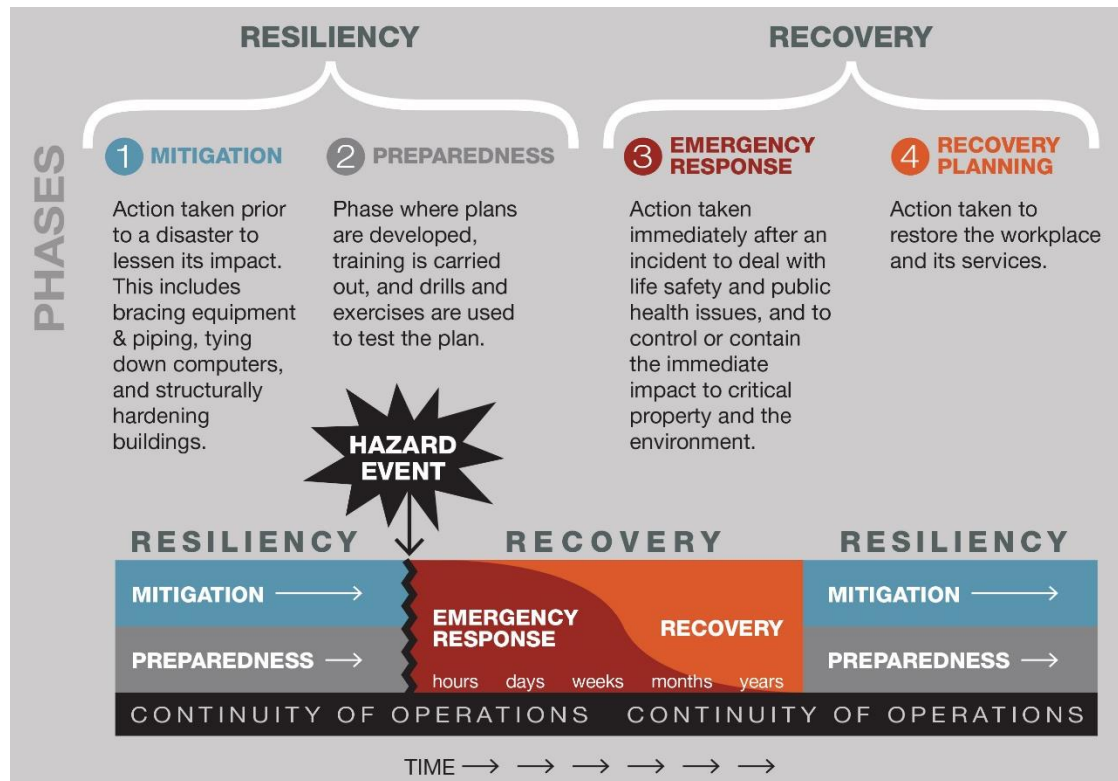 RESILIENCY
RECOVERY
PHASES
1 MITIGATION
Action taken prior
to a disaster to
lessen its impact.
This includes
bracing equipment
& piping, tying
down computers,
and structurally
hardening
buildings.
2 PREPAREDNESS
Phase where plans
are developed,
training is carried
out, and drills and
exercises are used
to test the plan.
3 EMERGENCY
RESPONSE
Action taken
immediately after an
incident to deal with
life safety and public
health issues, and to
control or contain
the immediate
impact to critical
property and the
environment.
4 RECOVERY
PLANNING
Action taken to
restore the workplace
and its services.
HAZARD
EVENT
RESILIENCY
RECOVERY
RESILIENCY
MITIGATION
PREPAREDNESS
EMERGENCY
RESPONSE
RECOVERY
hours days weeks months years
MITIGATION
PREPAREDNESS
CONTINUITY OF OPERATIONS CONTINUITY OF OPERATIONS
TIME